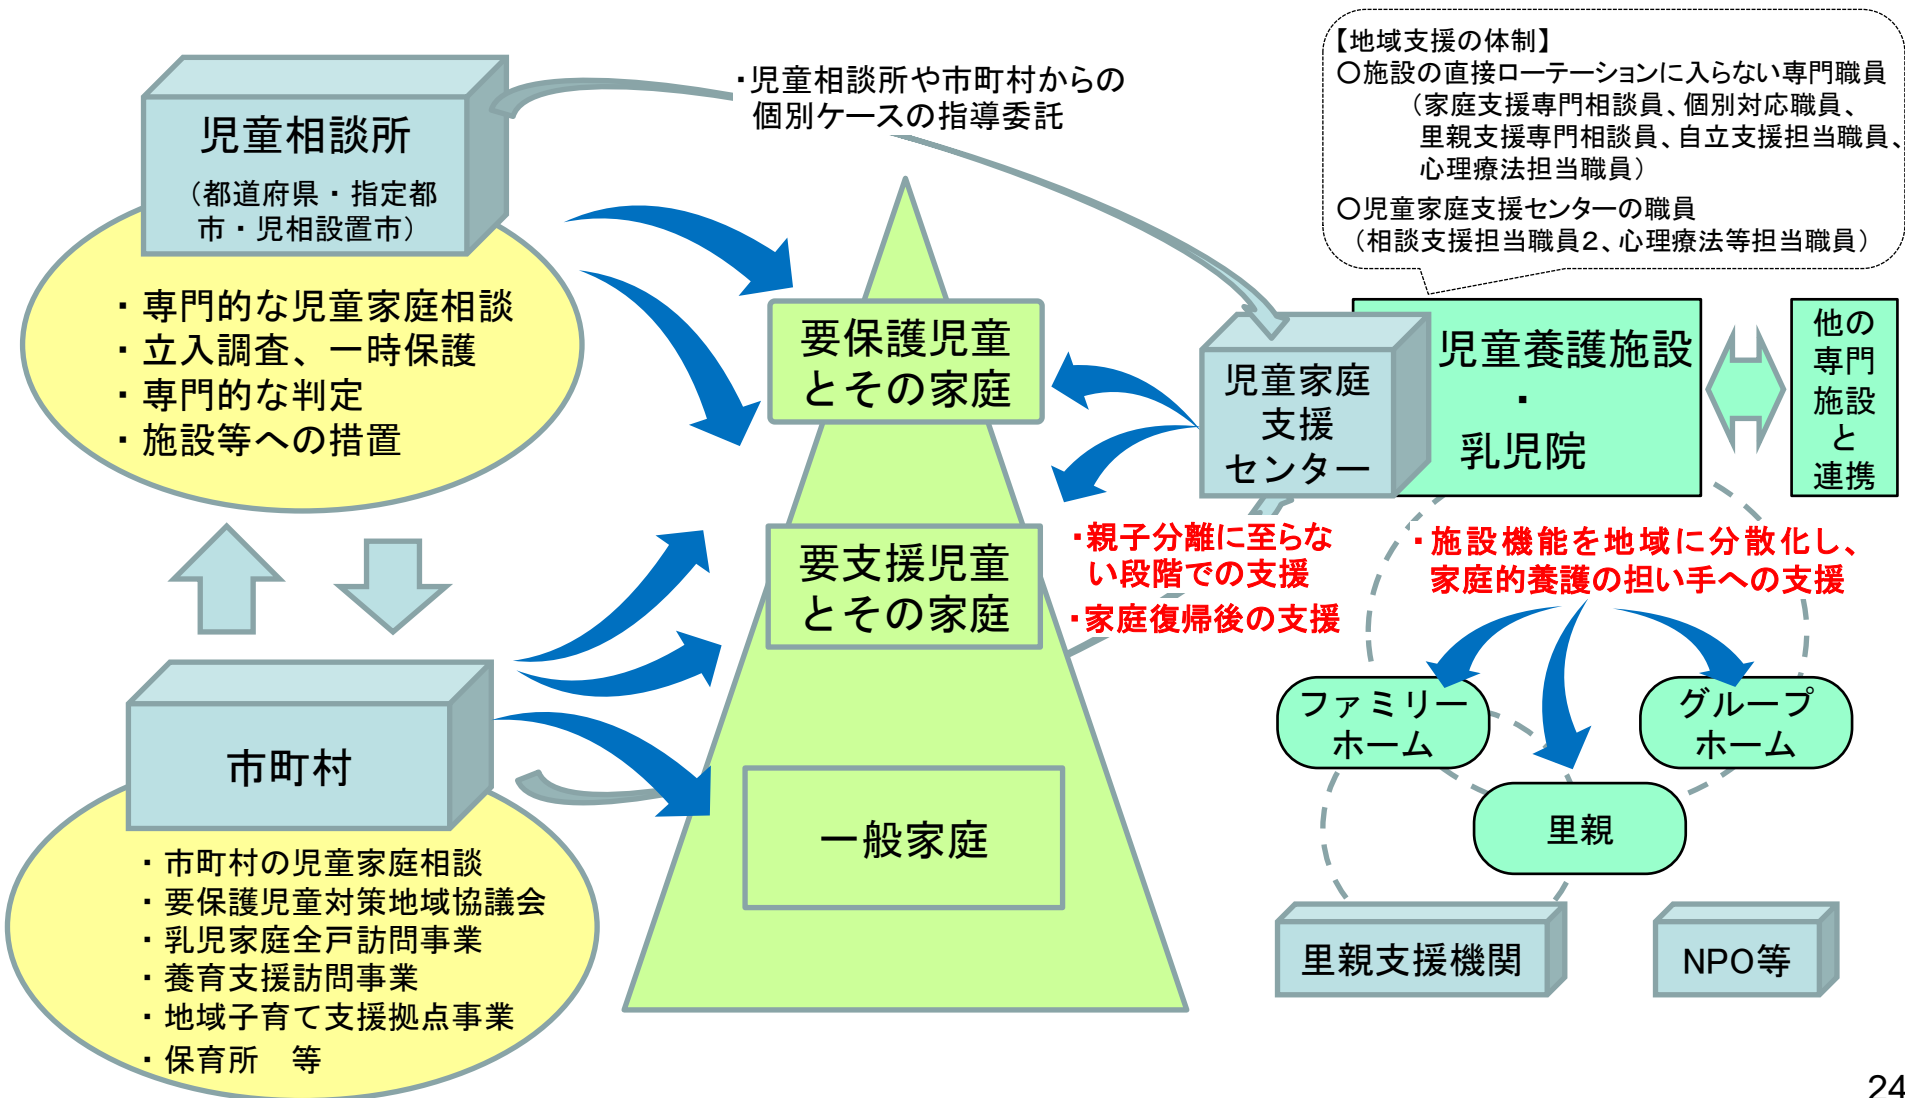 児童相談所
（都道府県・指定都
市・児相設置市）
・専門的な児童家庭相談
・立入調査、一時保護
・専門的な判定
・施設等への措置
市町村
・市町村の児童家庭相談
・要保護児童対策地域協議会
・乳児家庭全戸訪問事業
・養育支援訪問事業
・地域子育て支援拠点事業
・保育所　等
・児童相談所や市町村からの
個別ケースの指導委託
要保護児童
とその家庭
要支援児童
とその家庭
一般家庭
【地域支援の体制】
○施設の直接ローテーションに入らない専門職員
（家庭支援専門相談員、個別対応職員、
里親支援専門相談員、自立支援担当職員、
心理療法担当職員）
○児童家庭支援センターの職員
（相談支援担当職員２、心理療法等担当職員）
児童家庭
支援
センター
児童養護施設
・
乳児院
他の
専門
施設
と
連携
・親子分離に至らな
い段階での支援
・家庭復帰後の支援
・施設機能を地域に分散化し、
家庭的養護の担い手への支援
ファミリー
ホーム
グループ
ホーム
里親
里親支援機関
NPO等
24